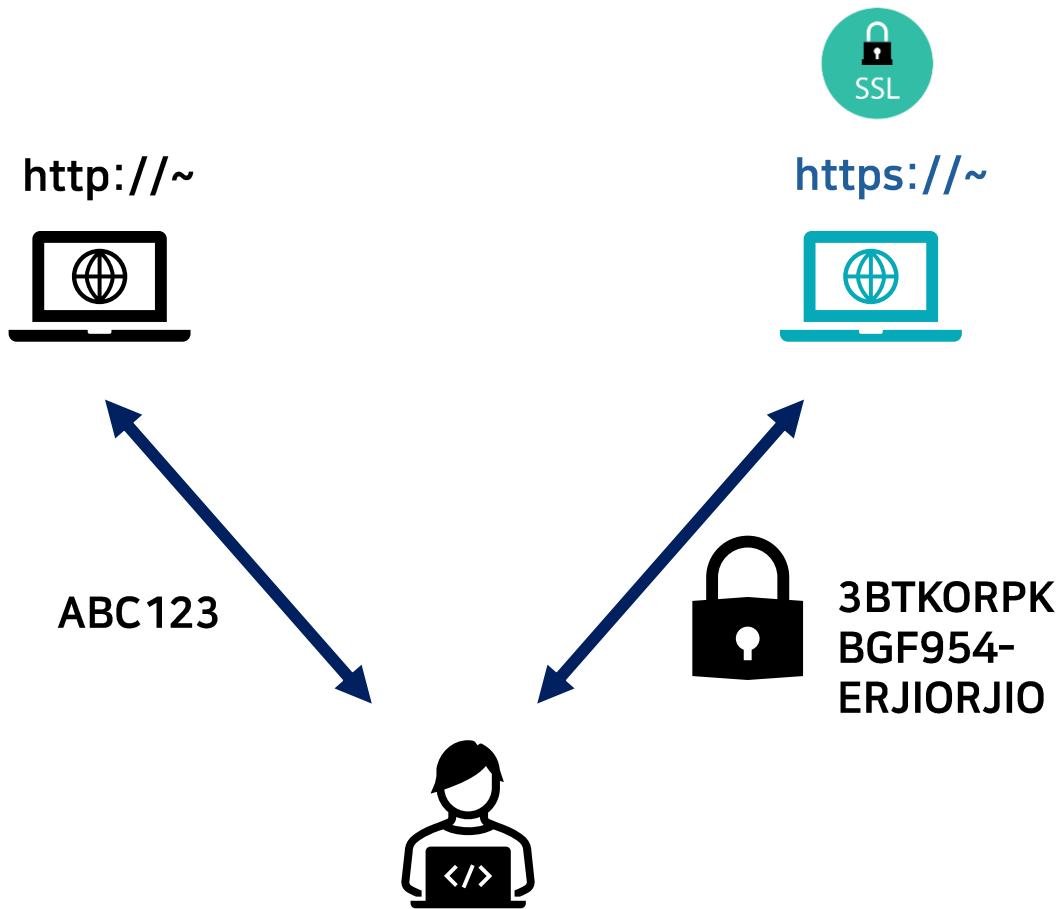 SSL
http://~
https://~
ABC123
3BTKORPK
BGF954-
ERJIORJIO
</>